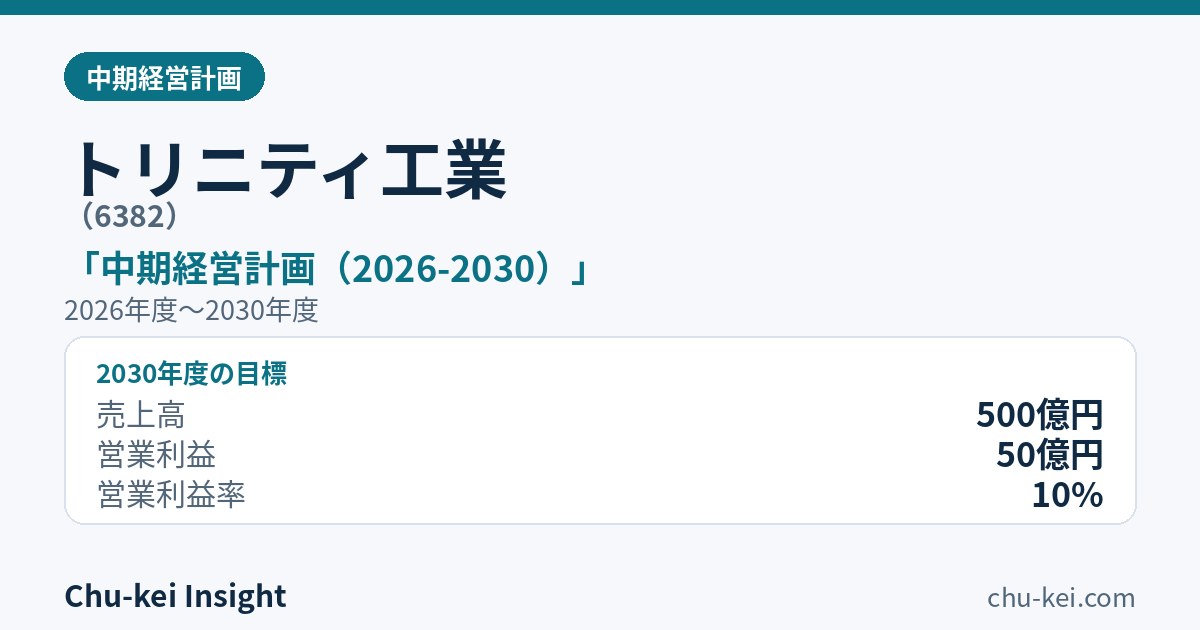 中期経営計画
トリニティ工業
（6382）
「中期経営計画（2026-2030）」
2026年度～2030年度
2030年度の目標
売上高 500億円
営業利益 50億円
営業利益率 10%
Chu-kei Insight chu-kei.com